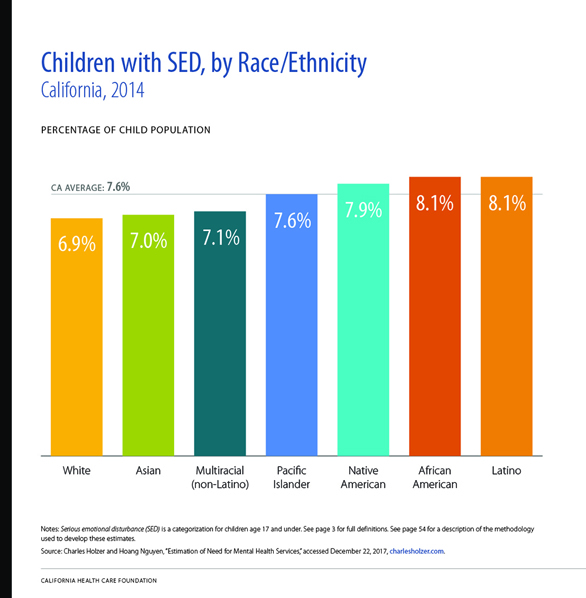 Children with SED, by Race/Ethnicity
California, 2014
PERCENTAGE OF CHILD POPULATION
CA AVERAGE: 7.6%
6.9%
7.0%
7.1%
7.6%
7.9%
8.1%
8.1%
White
Asian
Multiracial
(non-Latino)
Pacific
Islander
Native
American
African
American
Latino
Notes: Serious emotional disturbance (SED) is a categorization for children age 17 and under. See page 3 for full definitions. See page 54 for a description of the methodology
used to develop these estimates.
Source: Charles Holzer and Hoang Nguyen, "Estimation of Need for Mental Health Services," accessed December 22, 2017, charlesholzer.com.
CALIFORNIA HEALTH CARE FOUNDATION